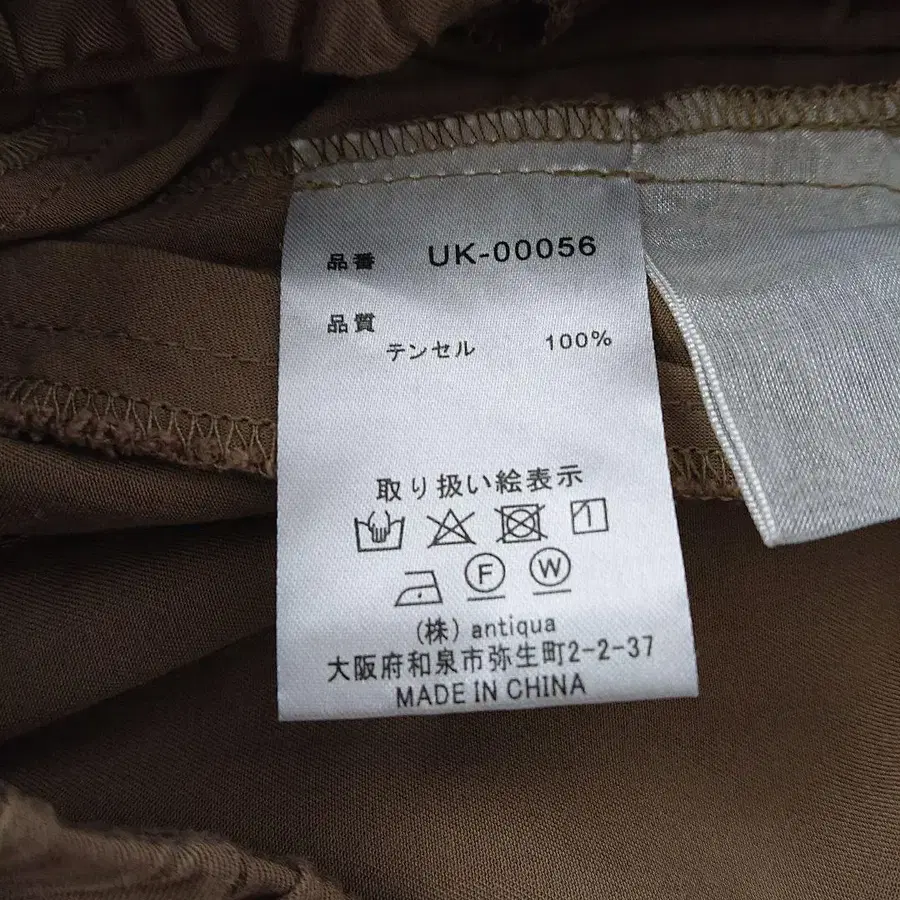 品番 UK-00056
品質
テンセル 100%
取り扱い絵表示
F W
(株) antiqua
大阪府和泉市弥生町2-2-37
MADE IN CHINA